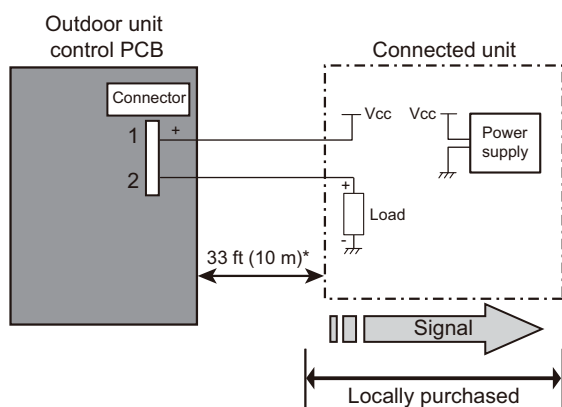 Outdoor unit
control PCB
Connected unit
Connector
1
+
2
Vcc
Vcc
Power
supply
+
Load
-
33 ft (10 m)*
Signal
Locally purchased